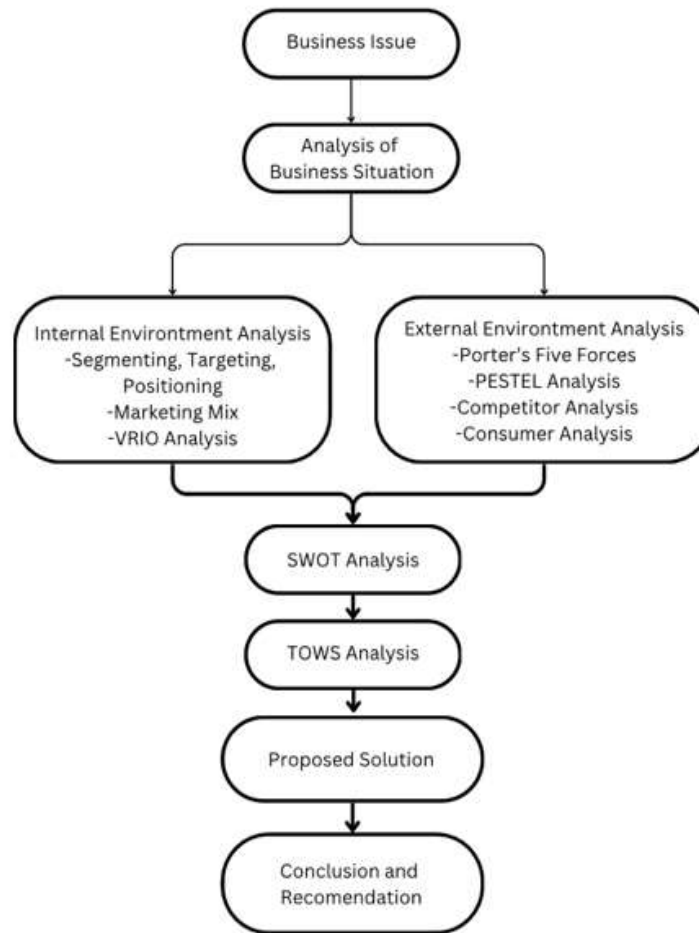 Business Issue
Analysis of
Business Situation
Internal Environtment Analysis
-Segmenting, Targeting,
Positioning
-Marketing Mix
-VRIO Analysis
External Environtment Analysis
-Porter's Five Forces
-PESTEL Analysis
-Competitor Analysis
-Consumer Analysis
SWOT Analysis
TOWS Analysis
Proposed Solution
Conclusion and
Recomendation